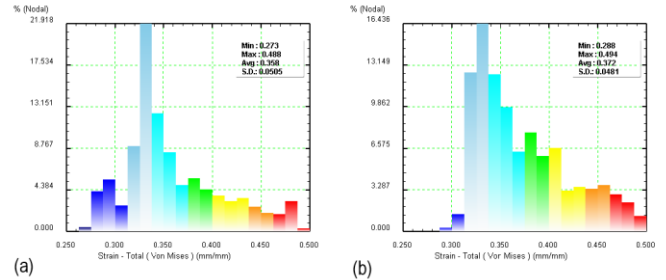 % (Nodal)
21.918
17.534
13.151
8.767
4.384
0.000
Min : 0.273
Max : 0.488
Avg : 0.358
S.D.: 0.0505
0.250 0.300 0.350 0.400 0.450 0.500
Strain - Total ( Von Mises ) (mm/mm)
(a)
% (Nodal)
16.436
13.149
9.862
6.575
3.287
0.000
Min : 0.288
Max : 0.494
Avg : 0.372
S.D.: 0.0481
0.250 0.300 0.350 0.400 0.450 0.500
Strain - Total ( Von Mises ) (mm/mm)
(b)